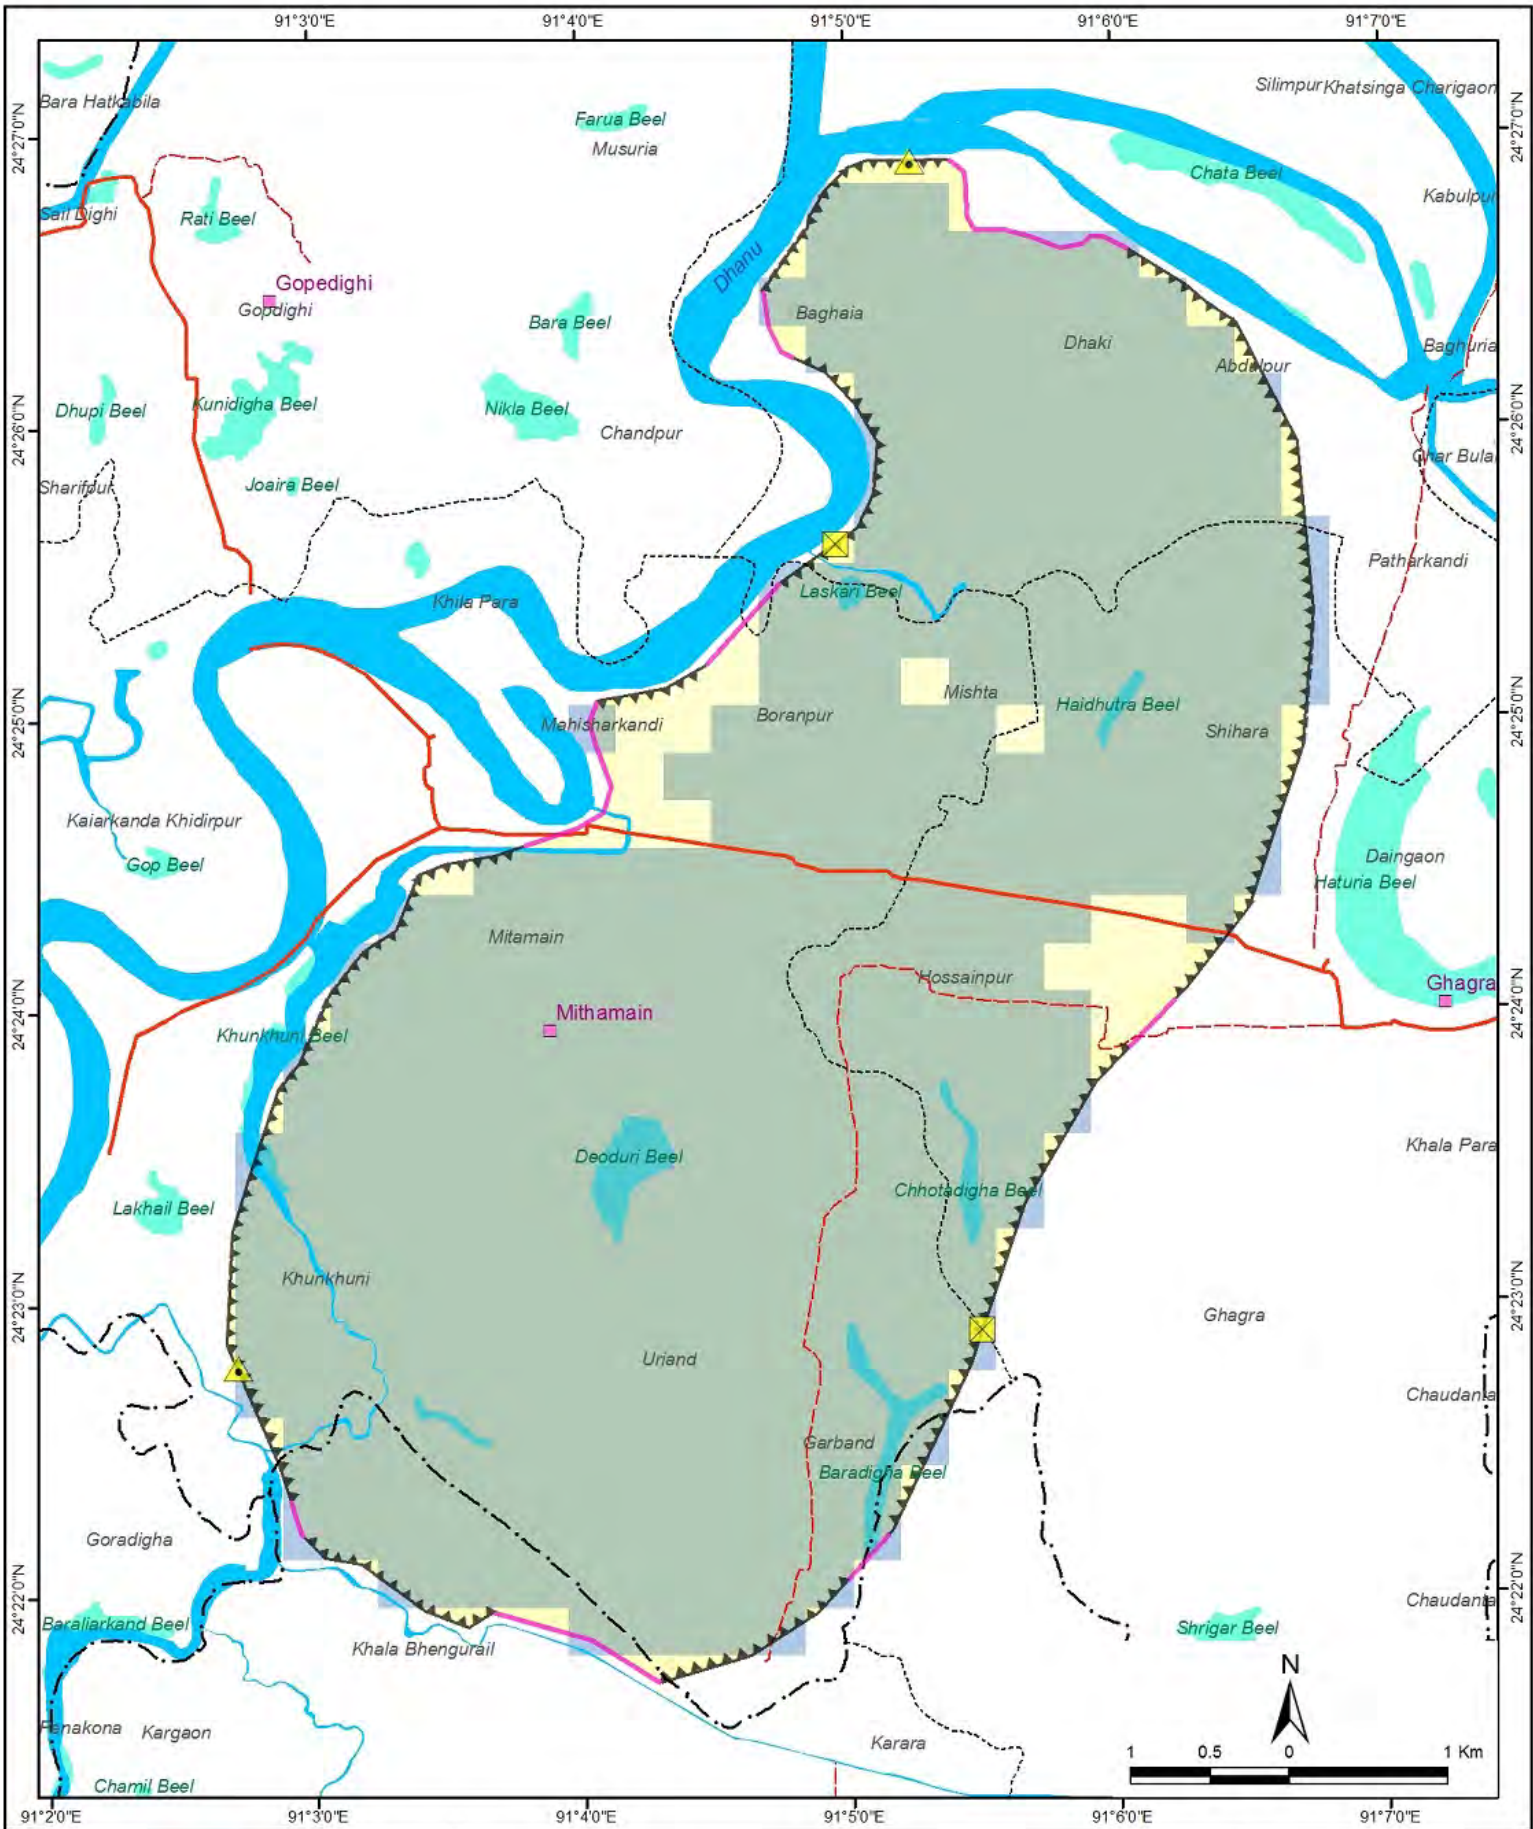 91°3'0"E
91°4'0"E
91°5'0"E
91°6'0"E
91°7'0"E
24°27'0"N
24°26'0"N
24°25'0"N
24°24'0"N
24°23'0"N
24°22'0"N
24°27'0"N
24°26'0"N
24°25'0"N
24°24'0"N
24°23'0"N
24°22'0"N
Silimpur
Khatsinga Charigaon
Bara Hatkabila
Farua Beel
Musuria
Chata Beel
Kabulpur
Sail Dighi
Rati Beel
Dhanu
Gopedighi
Gopdighi
Baghaia
Bara Beel
Dhaki
Baghuria
Abdulpur
Kunidigha Beel
Dhupi Beel
Nikla Beel
Chandpur
Char Bulai
Sharifpur
Joaira Beel
Patharkandi
Laskari Beel
Khila Para
Mishta
Haidhutra Beel
Boranpur
Mahisharkandi
Shihara
Kaiarkanda Khidirpur
Daingaon
Gop Beel
Haturia Beel
Mitamain
Hossainpur
Ghagra
Mithamain
Khunkhuni Beel
Khala Para
Deoduri Beel
Chhotadigha Beel
Lakhail Beel
Khunkhuni
Ghagra
Uriand
Chaudania
Garband
Baradigha Beel
Goradigha
Chaudania
Baraliarkand Beel
Shrigar Beel
Khala Bhengurail
N
Penakona
Kargaon
Karara
1 0.5 0 1 Km
Chamil Beel
91°2'0"E
91°3'0"E
91°4'0"E
91°5'0"E
91°6'0"E
91°7'0"E